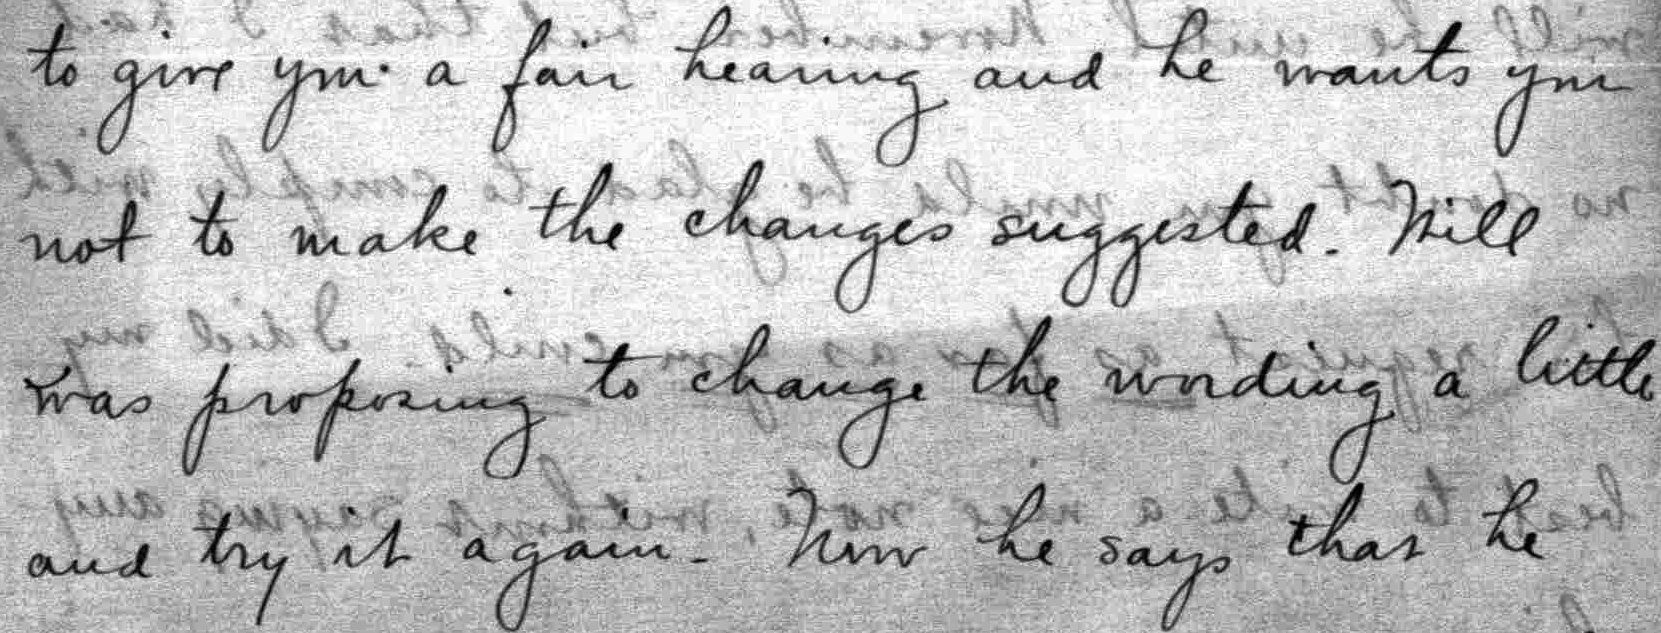 to give you a fair hearing and he wants you
not to make the changes suggested. Will
was proposing to change the wording a little
and try it again. Now he says that he